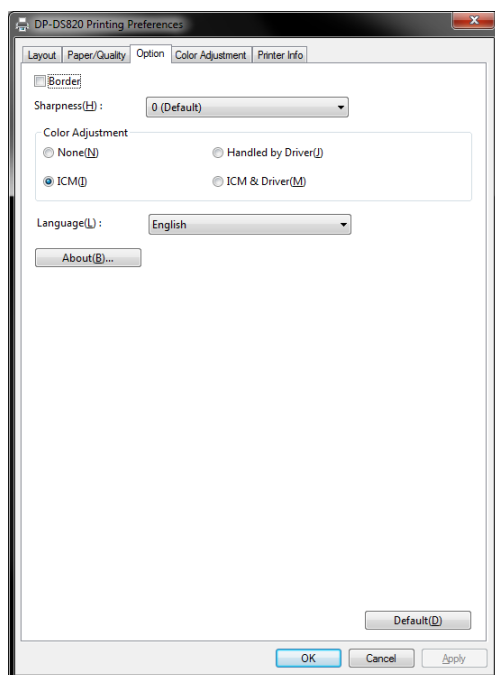 DP-DS820 Printing Preferences
Layout Paper/Quality Option Color Adjustment Printer Info
Border
Sharpness(H) : 0 (Default)
Color Adjustment
None(N) Handled by Driver(J)
ICM(I) ICM & Driver(M)
Language(L) : English
About(B)...
Default(D)
OK Cancel Apply